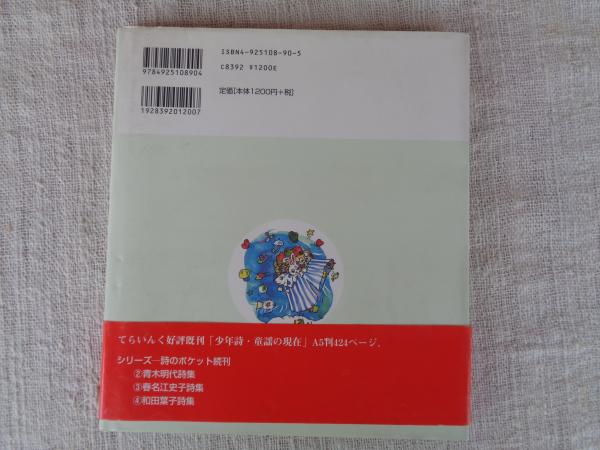 ISBN4-925108-90-5
C8392 ¥1200E
9784925108904
定価[本体1200円+税]
1928392012007
てらいんく好評既刊「少年詩・童謡の現在」A5判424ページ.
シリーズ—詩のポケット続刊
②青木明代詩集
③春名江史子詩集
④和田葉子詩集